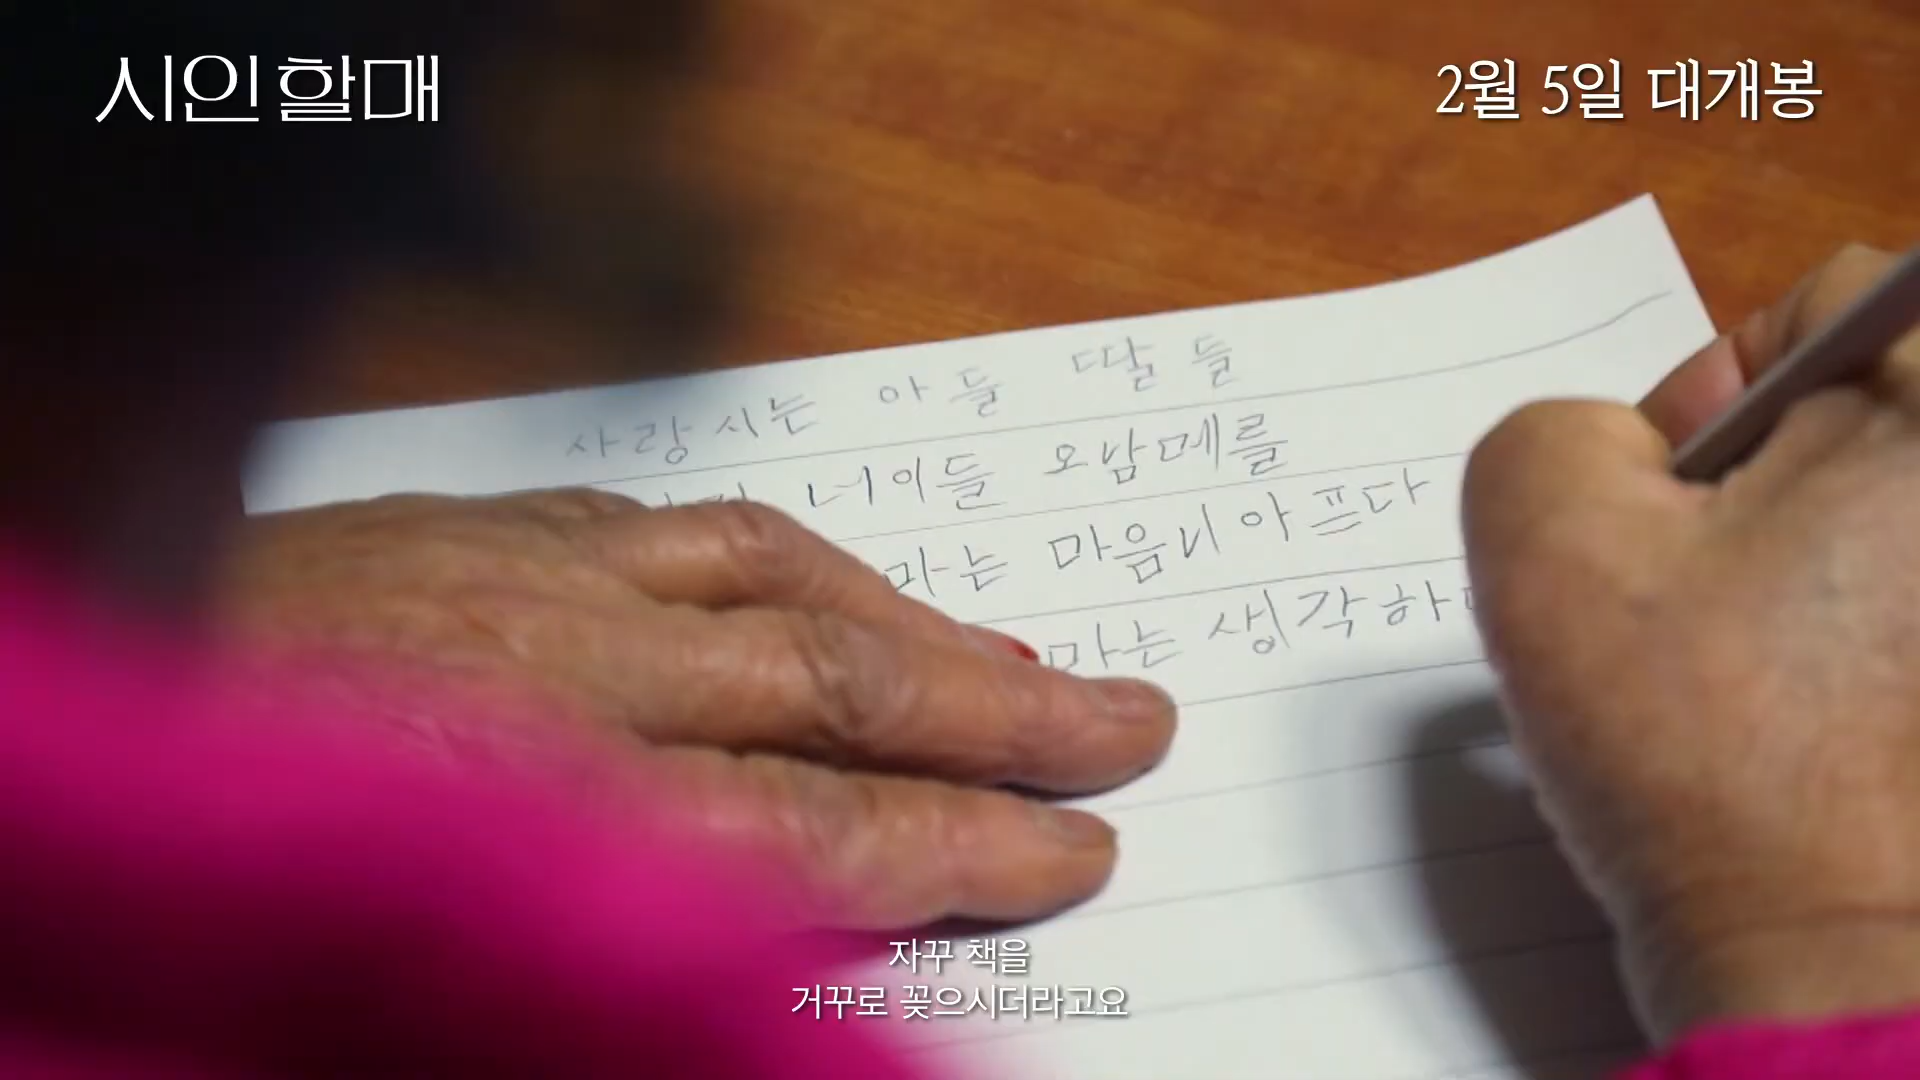 시인 할매
2월 5일 대개봉
사랑시는 아들 딸들
너이들 오남메를
마는 마음니 아프다
마는 생각하
자꾸 책을
거꾸로 꽂으시더라고요